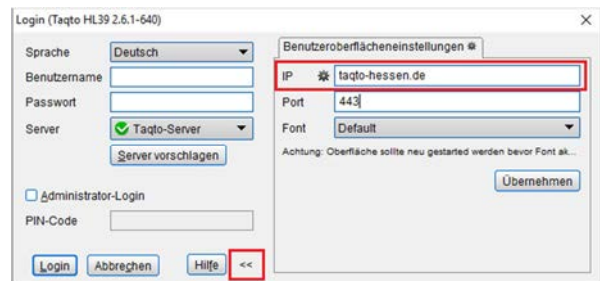 Login (Taqto HL39 2.6.1-640)
Sprache
Deutsch
Benutzername
Passwort
Server
Taqto-Server
Server vorschlagen
Administrator-Login
PIN-Code
Login
Abbrechen
Hilfe
<<
Benutzeroberflächeneinstellungen
IP
taqto-hessen.de
Port
443
Font
Default
Achtung: Oberfläche sollte neu gestarted werden bevor Font ak...
Übernehmen